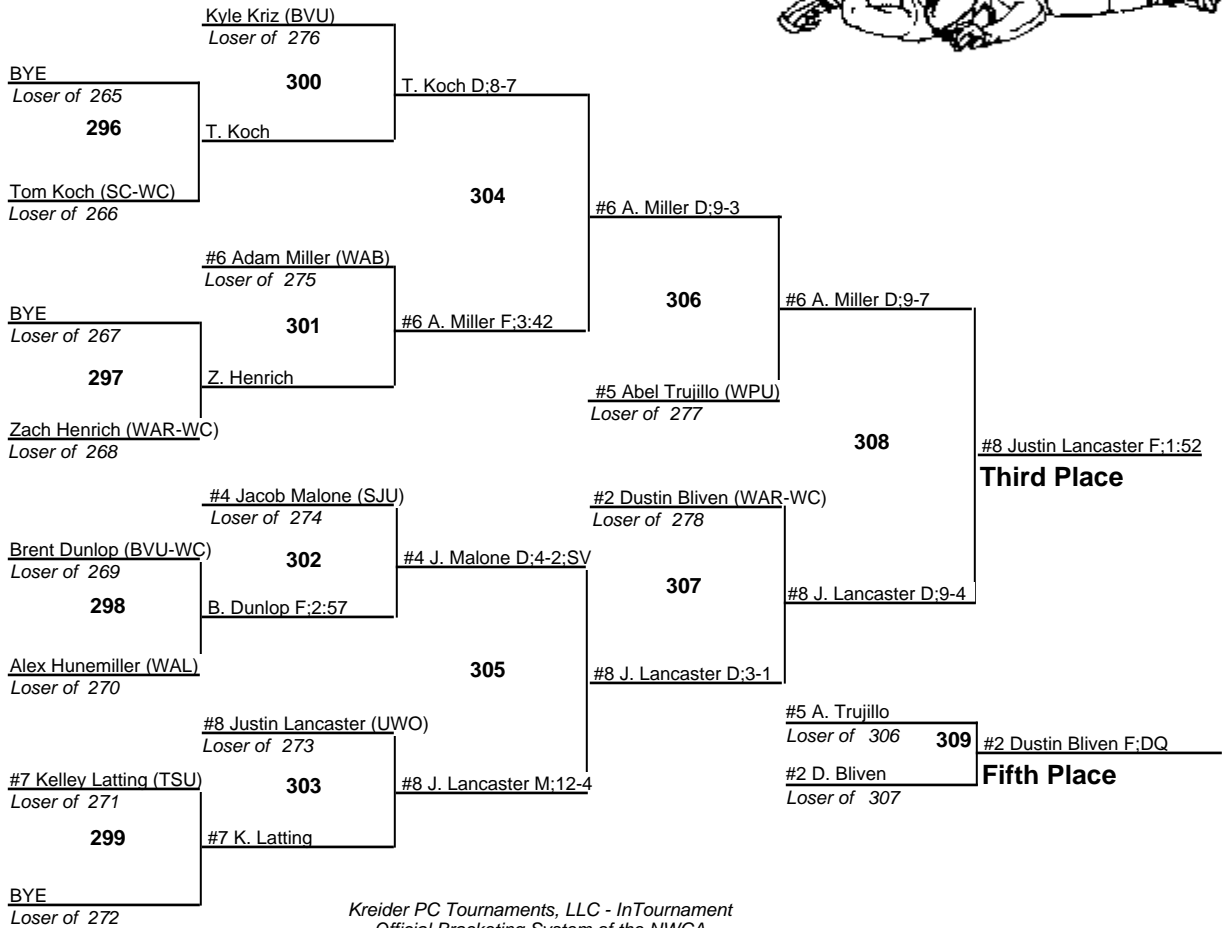 Kyle Kriz (BVU)
Loser of 276
BYE
Loser of 265
300
T. Koch D;8-7
296
T. Koch
Tom Koch (SC-WC)
Loser of 266
304
#6 A. Miller D;9-3
#6 Adam Miller (WAB)
Loser of 275
BYE
Loser of 267
301
#6 A. Miller F;3:42
306
#6 A. Miller D;9-7
297
Z. Henrich
#5 Abel Trujillo (WPU)
Loser of 277
Zach Henrich (WAR-WC)
Loser of 268
308
#8 Justin Lancaster F;1:52
Third Place
#4 Jacob Malone (SJU)
Loser of 274
#2 Dustin Bliven (WAR-WC)
Loser of 278
Brent Dunlop (BVU-WC)
Loser of 269
302
#4 J. Malone D;4-2;SV
307
#8 J. Lancaster D;9-4
298
B. Dunlop F;2:57
Alex Hunemiller (WAL)
Loser of 270
305
#8 J. Lancaster D;3-1
#8 Justin Lancaster (UWO)
Loser of 273
#5 A. Trujillo
Loser of 306
309
#2 Dustin Bliven F;DQ
Fifth Place
#7 Kelley Latting (TSU)
Loser of 271
303
#8 J. Lancaster M;12-4
#2 D. Bliven
Loser of 307
299
#7 K. Latting
BYE
Loser of 272
Kreider PC Tournaments, LLC - InTournament
Official Bracketing System of the NWCA